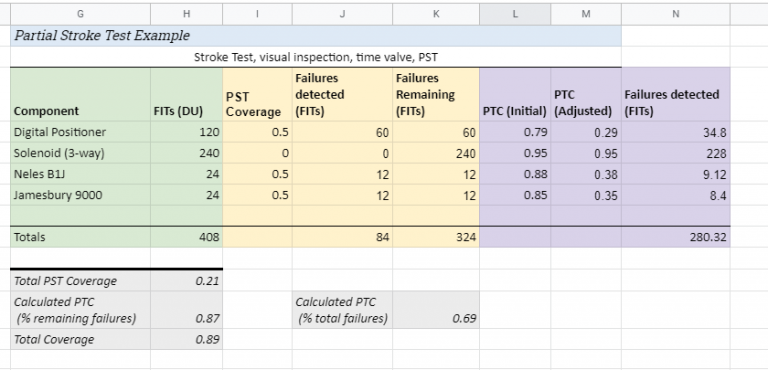 G H I J K L M N
Partial Stroke Test Example
Stroke Test, visual inspection, time valve, PST
Component FITs (DU) PST Coverage Failures detected (FITs) Failures Remaining (FITs) PTC (Initial) PTC (Adjusted) Failures detected (FITs)
Digital Positioner 120 0.5 60 60 0.79 0.29 34.8
Solenoid (3-way) 240 0 0 240 0.95 0.95 228
Neles B1J 24 0.5 12 12 0.88 0.38 9.12
Jamesbury 9000 24 0.5 12 12 0.85 0.35 8.4
Totals 408 84 324 280.32
Total PST Coverage 0.21
Calculated PTC Calculated PTC
(% remaining failures) 0.87 (% total failures) 0.69
Total Coverage 0.89